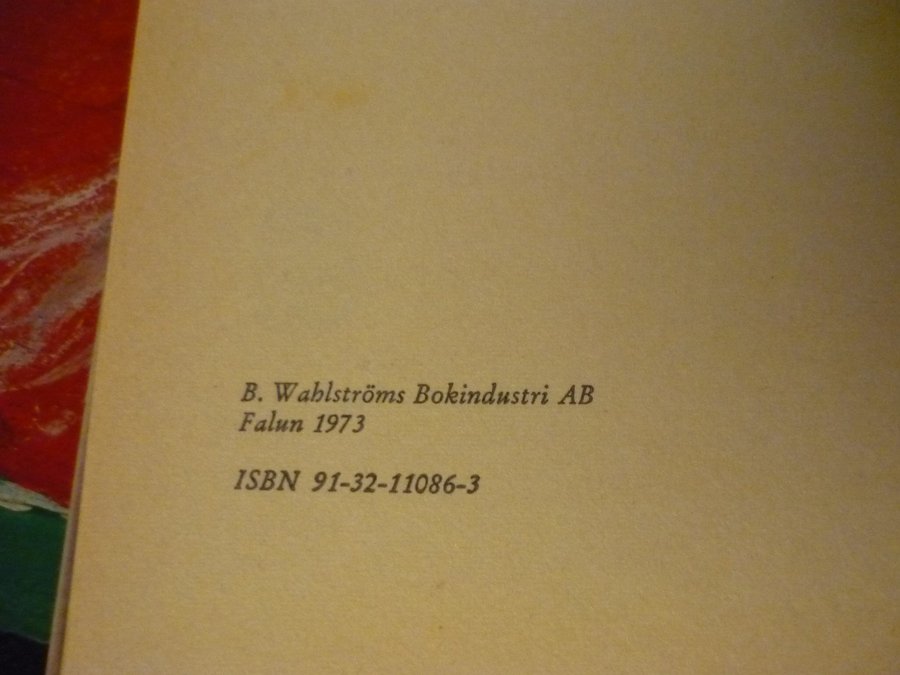 B. Wahlströms Bokindustri AB
Falun 1973
ISBN 91-32-11086-3